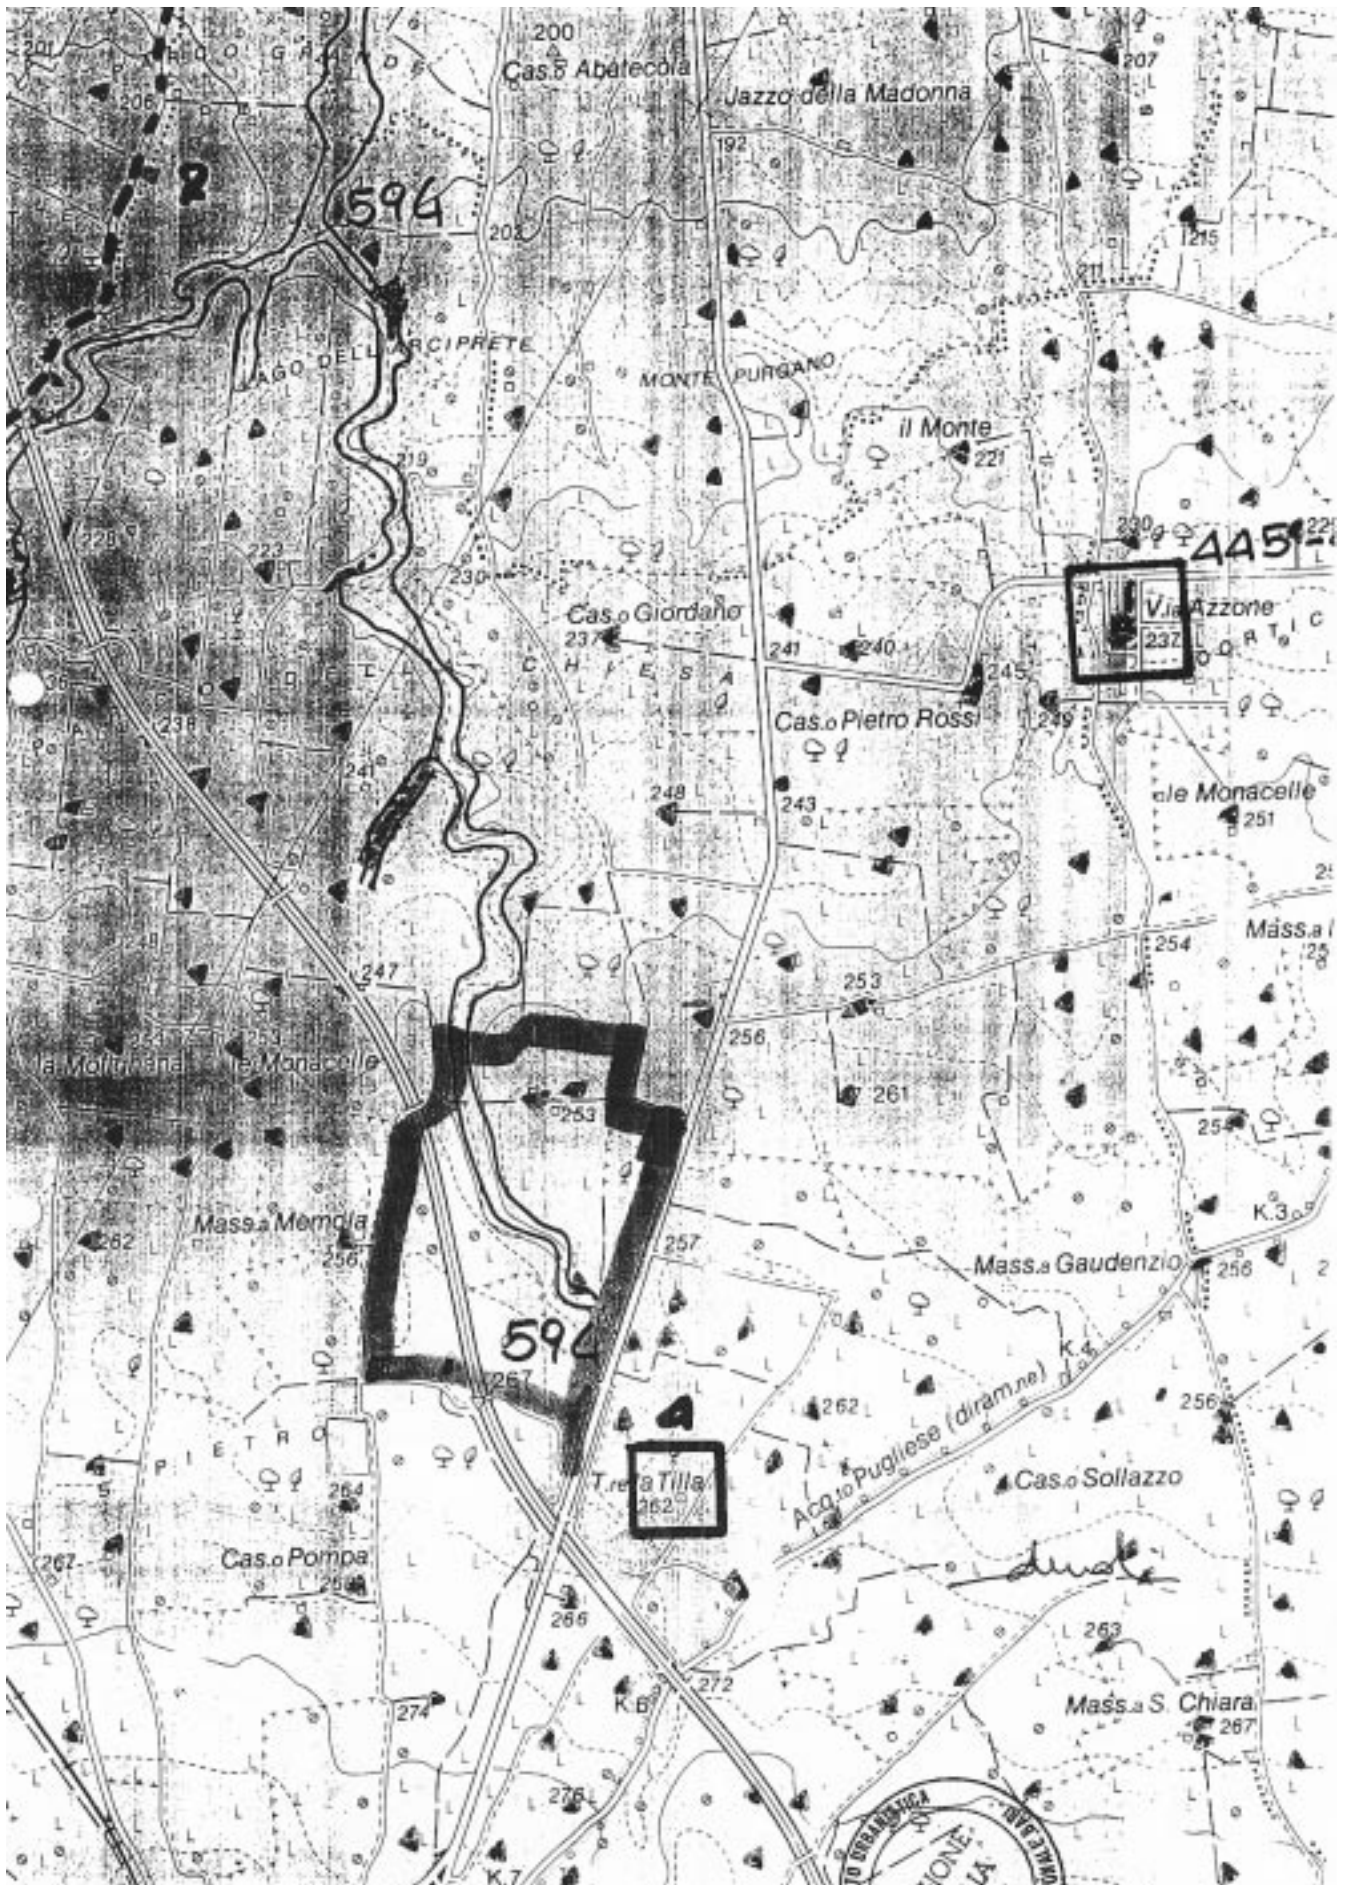 200
201
Cas.o Abatecola
207
Jazzo della Madonna
206
192
2
594
202
215
211
LAGO DELL'ARCIPRETE
MONTE PURGANO
il Monte
221
219
230
445-
223
230
Cas.o Giordano
237
V.la Azzone
237
CHIESA
241
240
245
238
Cas.o Pietro Rossi
249
241
248
243
le Monacelle
251
254
Mass.a
247
253
256
le Monacelle
253
261
254
Mass.a Memola
256
262
K.3
257
Mass.a Gaudenzio
256
594
K.4
267
262
256
PIETRO
Acq.to Pugliese (diram.ne)
T.re la Tilla
262
Cas.o Sollazzo
264
267
Cas.o Pompa
266
263
272
K.6
274
Mass.a S. Chiara
267
276
K.7